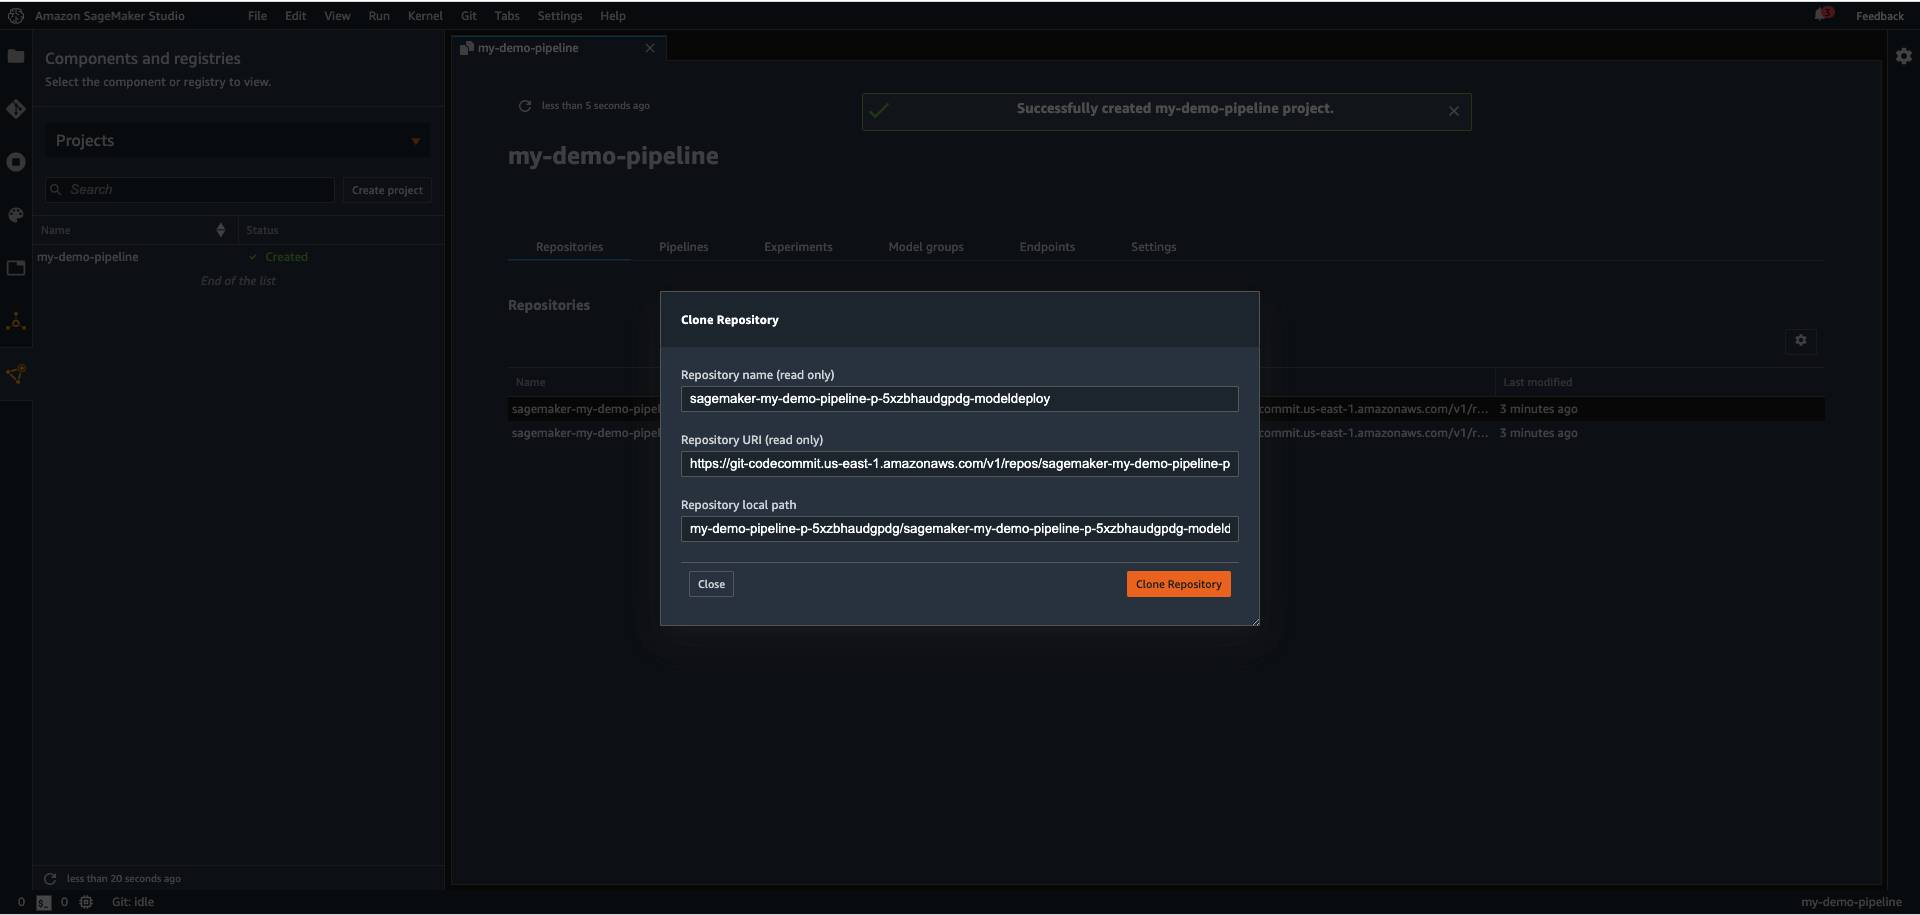 Amazon SageMaker Studio File Edit View Run Kernel Git Tabs Settings Help 3 Feedback
Components and registries
Select the component or registry to view.
Projects
Search Create project
Name Status
my-demo-pipeline Created
End of the list
less than 20 seconds ago
my-demo-pipeline
less than 5 seconds ago
Successfully created my-demo-pipeline project.
my-demo-pipeline
Repositories Pipelines Experiments Model groups Endpoints Settings
Repositories
Name Last modified
sagemaker-my-demo-pipel commit.us-east-1.amazonaws.com/v1/r... 3 minutes ago
sagemaker-my-demo-pipel commit.us-east-1.amazonaws.com/v1/r... 3 minutes ago
Clone Repository
Repository name (read only)
sagemaker-my-demo-pipeline-p-5xzbhaudgpdg-modeldeploy
Repository URI (read only)
https://git-codecommit.us-east-1.amazonaws.com/v1/repos/sagemaker-my-demo-pipeline-p
Repository local path
my-demo-pipeline-p-5xzbhaudgpdg/sagemaker-my-demo-pipeline-p-5xzbhaudgpdg-modeld
Close Clone Repository
0 $_ 0 Git: idle my-demo-pipeline